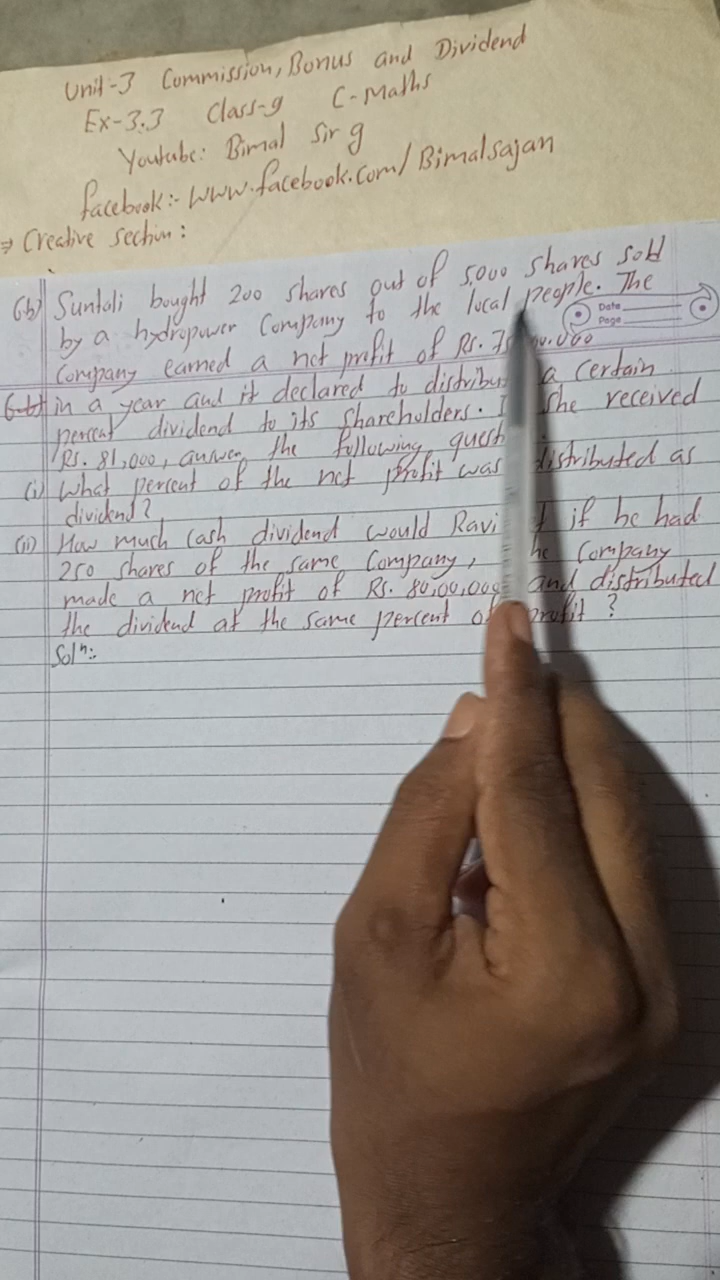 Unit-3 Commission, Bonus and Dividend
Ex-3.3 Class-9 C-Maths
Youtube: Bimal Sir g
facebook:- www.facebook.com/Bimalsajan
⇒ Creative section:
6.b) Suntali bought 200 shares out of 5,000 shares sold
by a hydropower Company to the local people. The
Date
Page
Company earned a net profit of Rs.
in a year and it declared to a certain
percent dividend to its shareholders. she received
Rs. 81,000, answer the following
(i) What percent of the net profit was distributed as
dividend?
(ii) How much cash dividend would Ravi if he had
250 shares of the same Company, Company
made a net profit of Rs. 80,00,000 and distributed
the dividend at the same percent of profit?
Solⁿ: